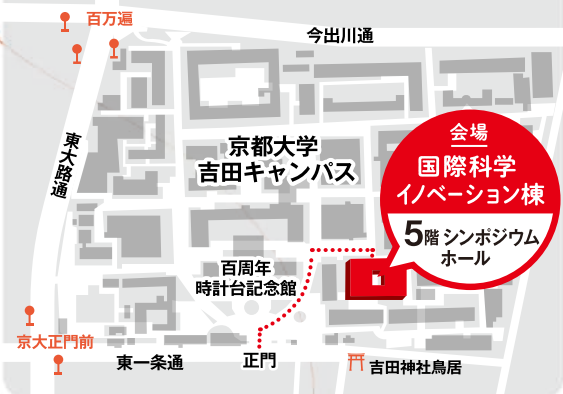 百万遍
今出川通
東大路通
京都大学
吉田キャンパス
会場
国際科学
イノベーション棟
5階 シンポジウム
ホール
百周年
時計台記念館
京大正門前
東一条通
正門
吉田神社鳥居